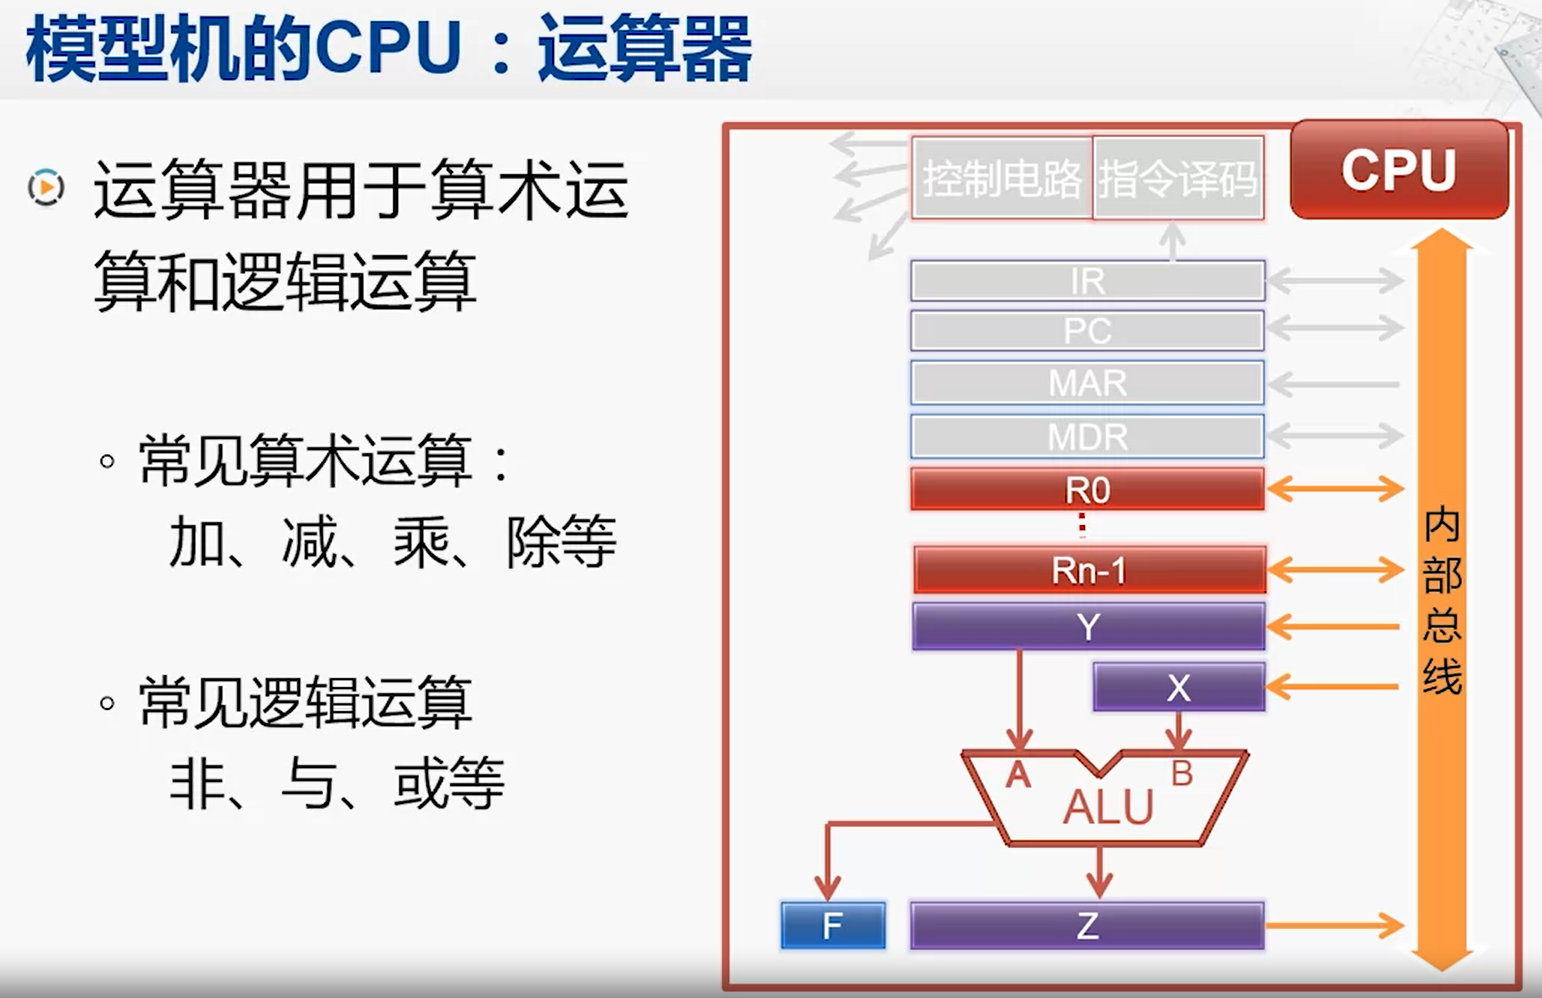 模型机的CPU：运算器
运算器用于算术运
算和逻辑运算
常见算术运算：
加、减、乘、除等
常见逻辑运算
非、与、或等
CPU
控制电路
指令译码
IR
PC
MAR
MDR
R0
Rn-1
Y
X
A
B
ALU
F
Z
内
部
总
线